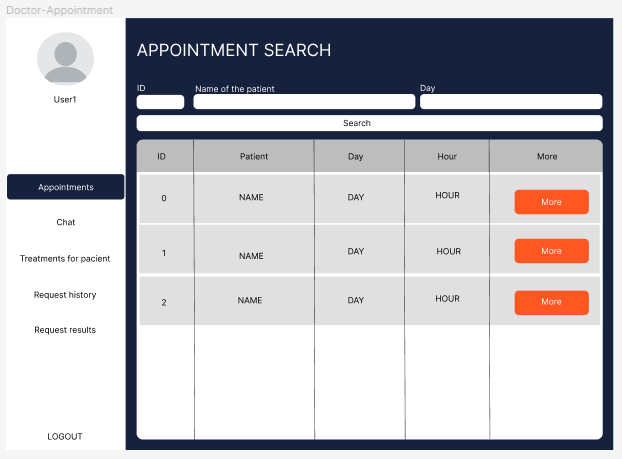 Doctor-Appointment
User1
Appointments
Chat
Treatments for pacient
Request history
Request results
LOGOUT
APPOINTMENT SEARCH
ID Name of the patient Day
Search
ID Patient Day Hour More
0 NAME DAY HOUR More
1 NAME DAY HOUR More
2 NAME DAY HOUR More